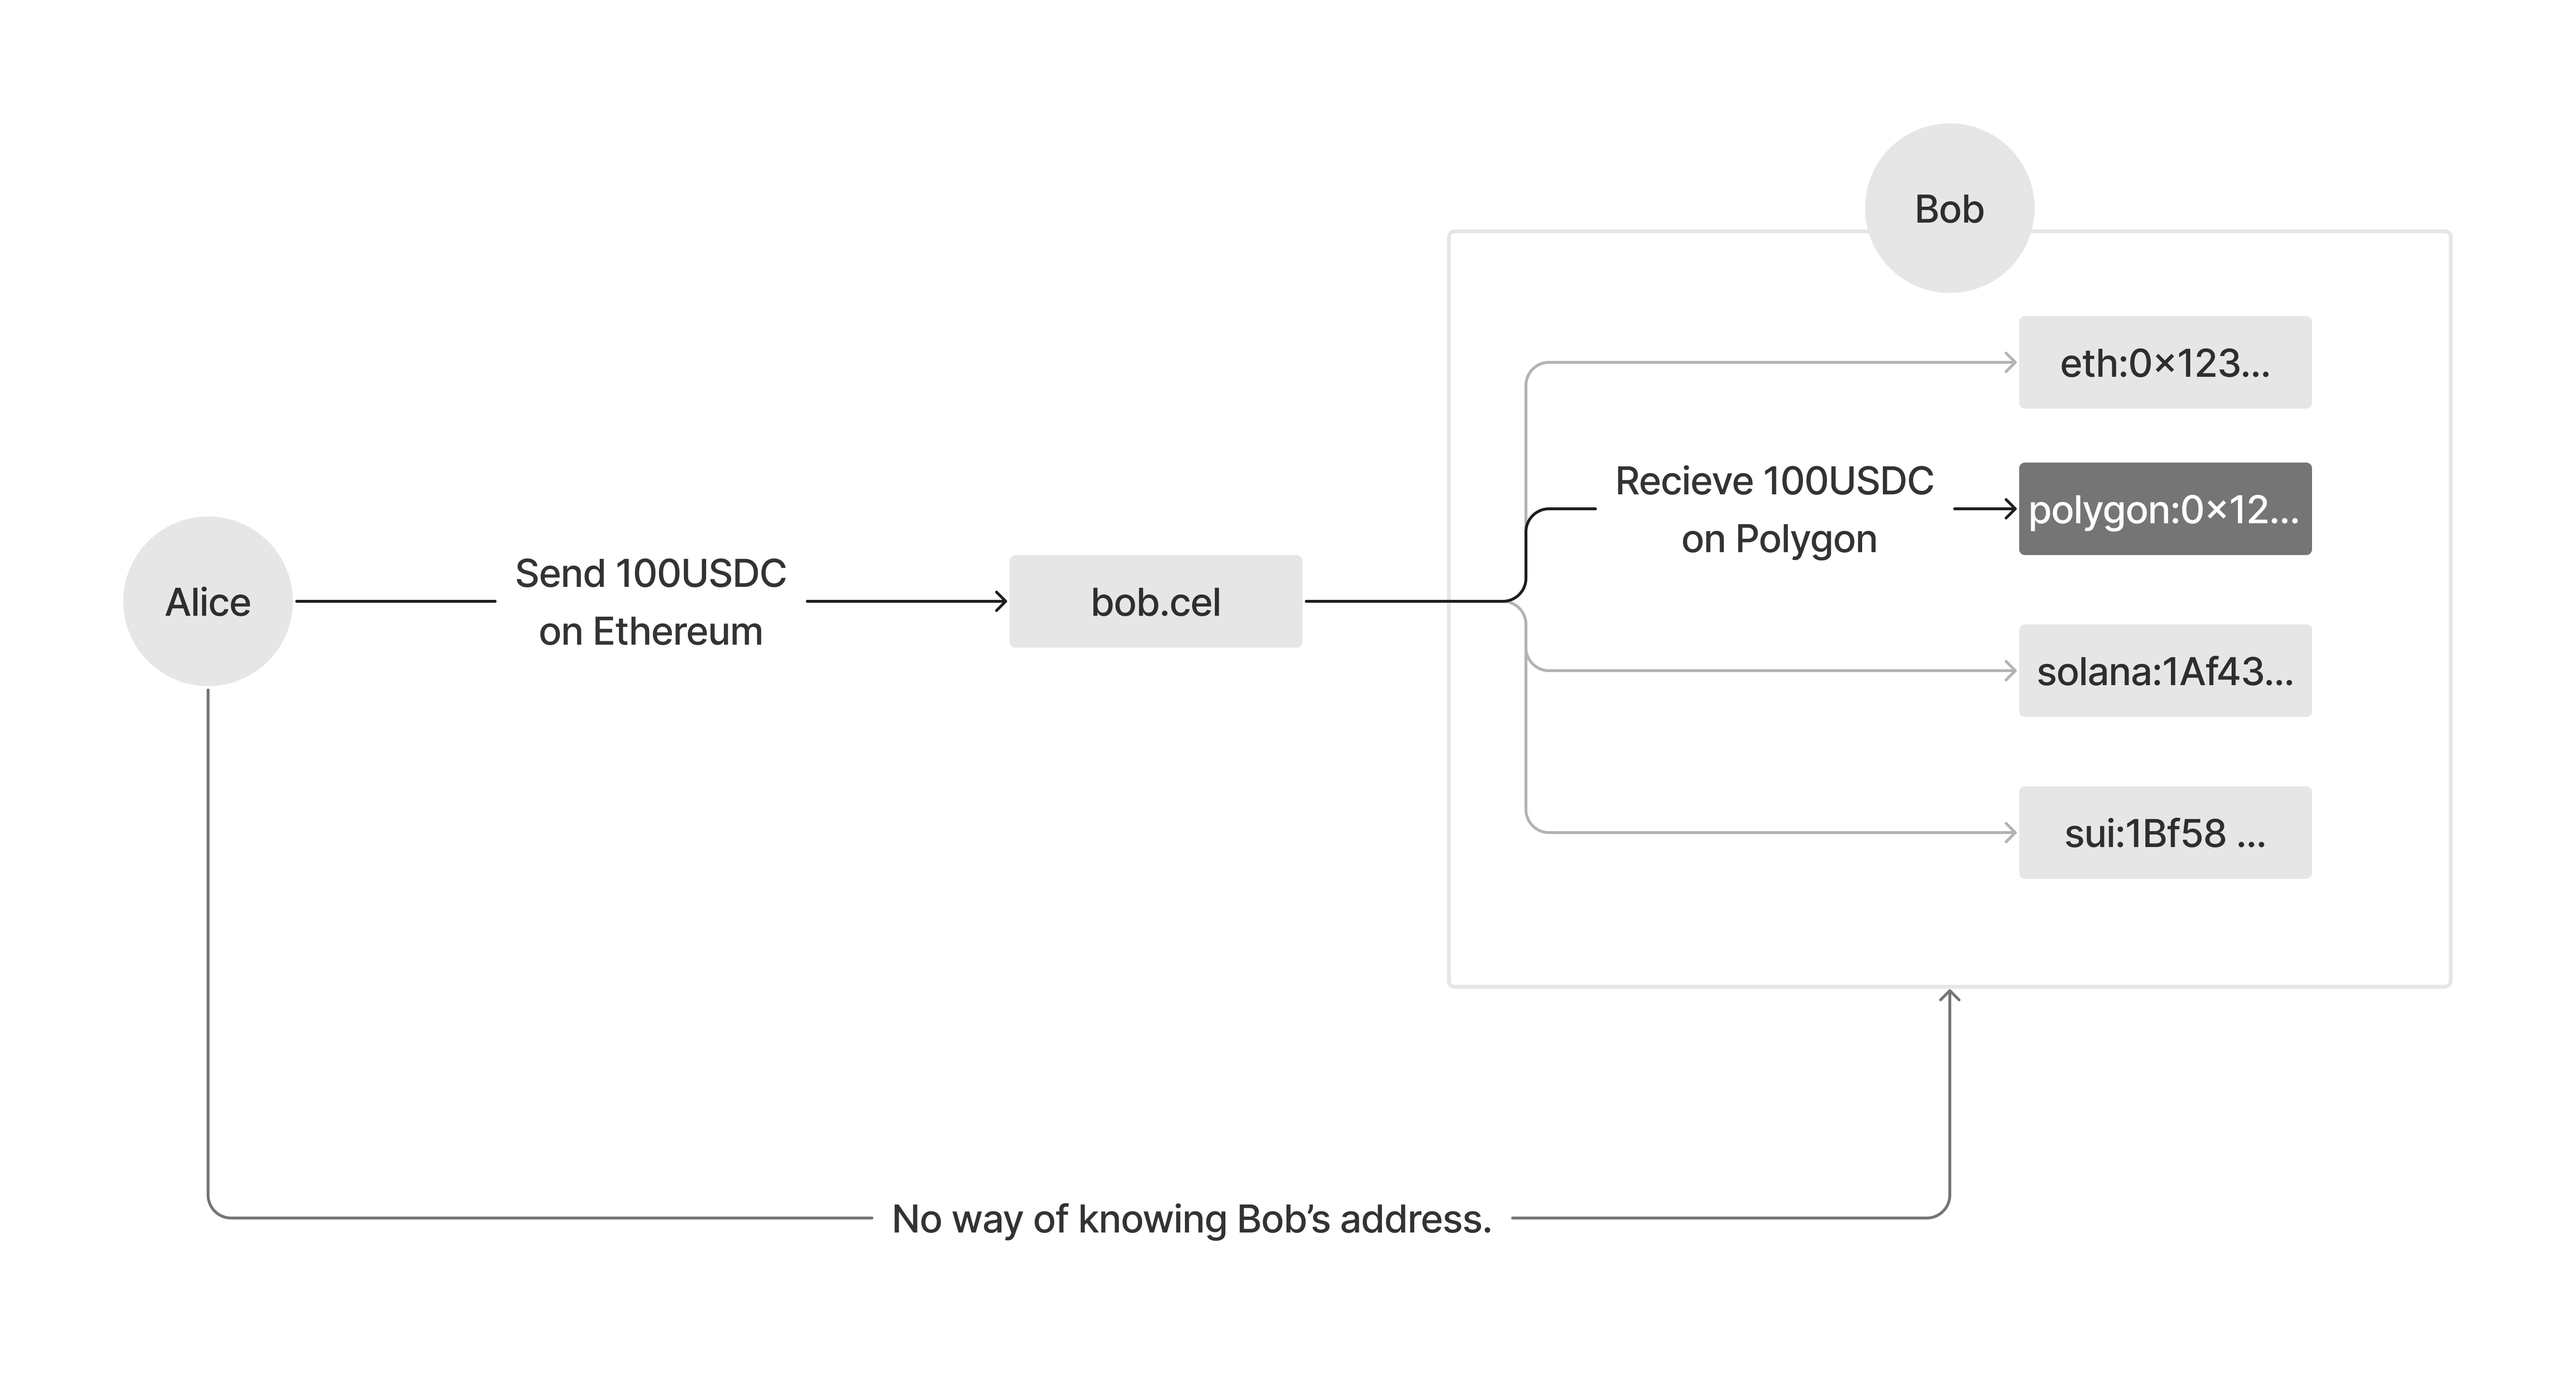 Bob
eth:0×123...
Recieve 100USDC
on Polygon
polygon:0×12...
Alice
Send 100USDC
on Ethereum
bob.cel
solana:1Af43...
sui:1Bf58 ...
No way of knowing Bob’s address.